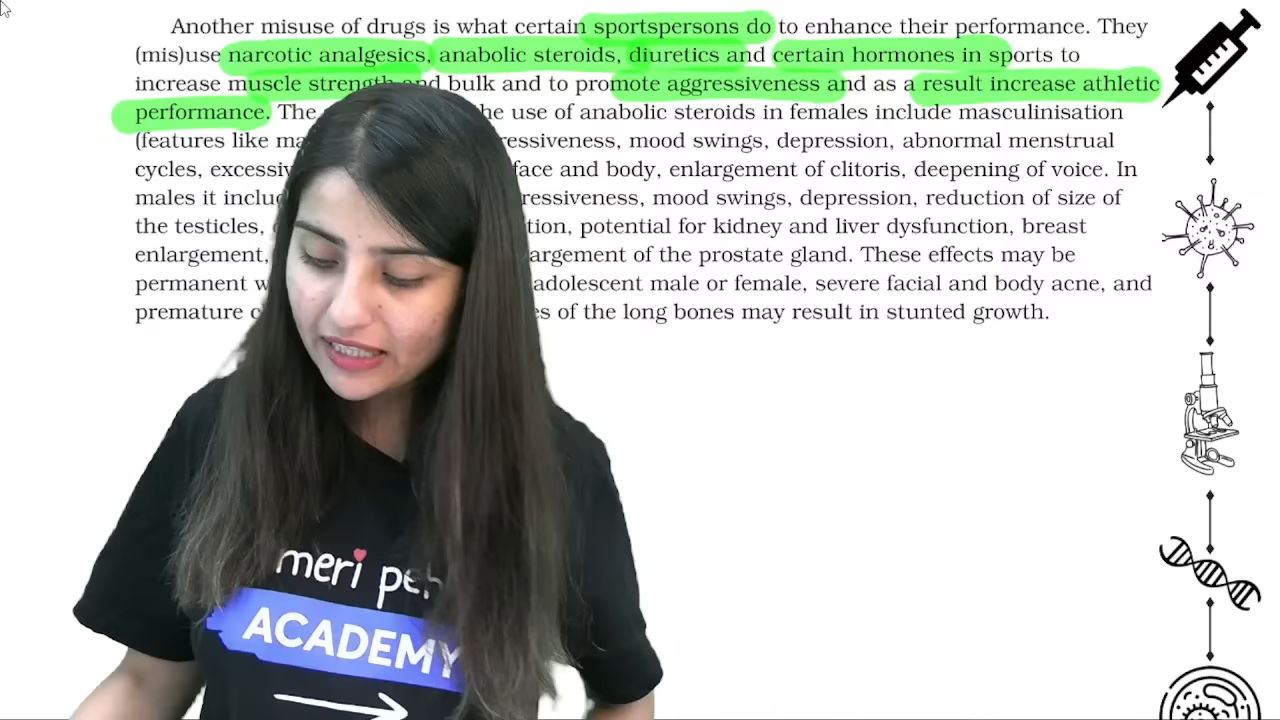 Another misuse of drugs is what certain sportspersons do to enhance their performance. They
(mis)use narcotic analgesics, anabolic steroids, diuretics and certain hormones in sports to
increase muscle strength and bulk and to promote aggressiveness and as a result increase athletic
performance. The the use of anabolic steroids in females include masculinisation
(features like mood swings, depression, abnormal menstrual
cycles, face and body, enlargement of clitoris, deepening of voice. In
males it mood swings, depression, reduction of size of
the testicles, potential for kidney and liver dysfunction, breast
enlargement, of the prostate gland. These effects may be
permanent adolescent male or female, severe facial and body acne, and
premature of the long bones may result in stunted growth.
meri
ACADEMY